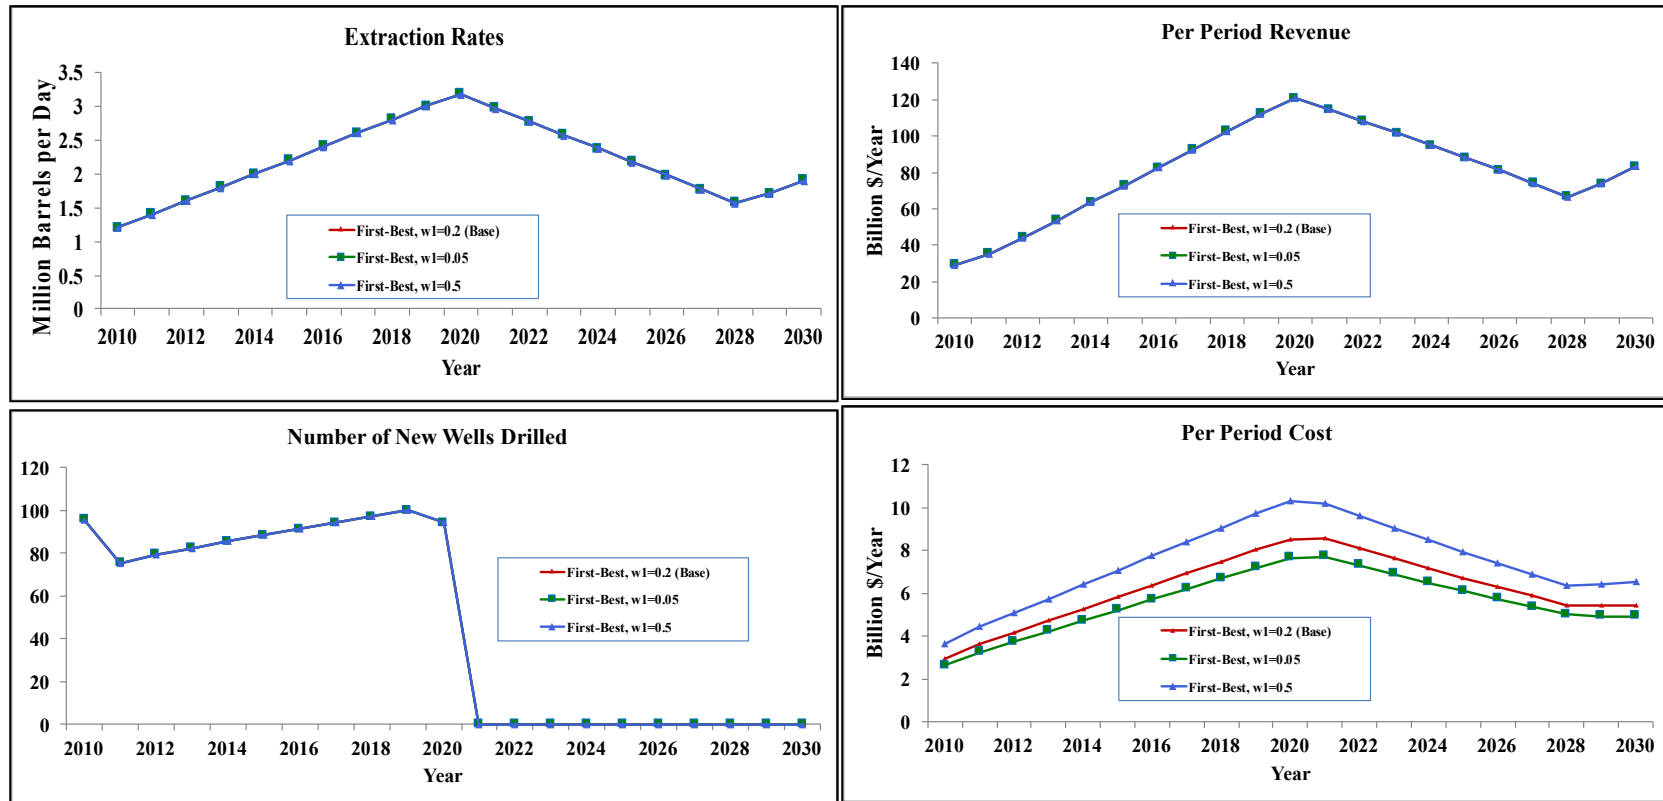 Extraction Rates
Million Barrels per Day
3.5
3
2.5
2
1.5
1
0.5
0
First-Best, w1=0.2 (Base)
First-Best, w1=0.05
First-Best, w1=0.5
2010 2012 2014 2016 2018 2020 2022 2024 2026 2028 2030
Year
Per Period Revenue
Billion $/Year
140
120
100
80
60
40
20
0
First-Best, w1=0.2 (Base)
First-Best, w1=0.05
First-Best, w1=0.5
2010 2012 2014 2016 2018 2020 2022 2024 2026 2028 2030
Year
Number of New Wells Drilled
120
100
80
60
40
20
0
First-Best, w1=0.2 (Base)
First-Best, w1=0.05
First-Best, w1=0.5
2010 2012 2014 2016 2018 2020 2022 2024 2026 2028 2030
Year
Per Period Cost
Billion $/Year
12
10
8
6
4
2
0
First-Best, w1=0.2 (Base)
First-Best, w1=0.05
First-Best, w1=0.5
2010 2012 2014 2016 2018 2020 2022 2024 2026 2028 2030
Year